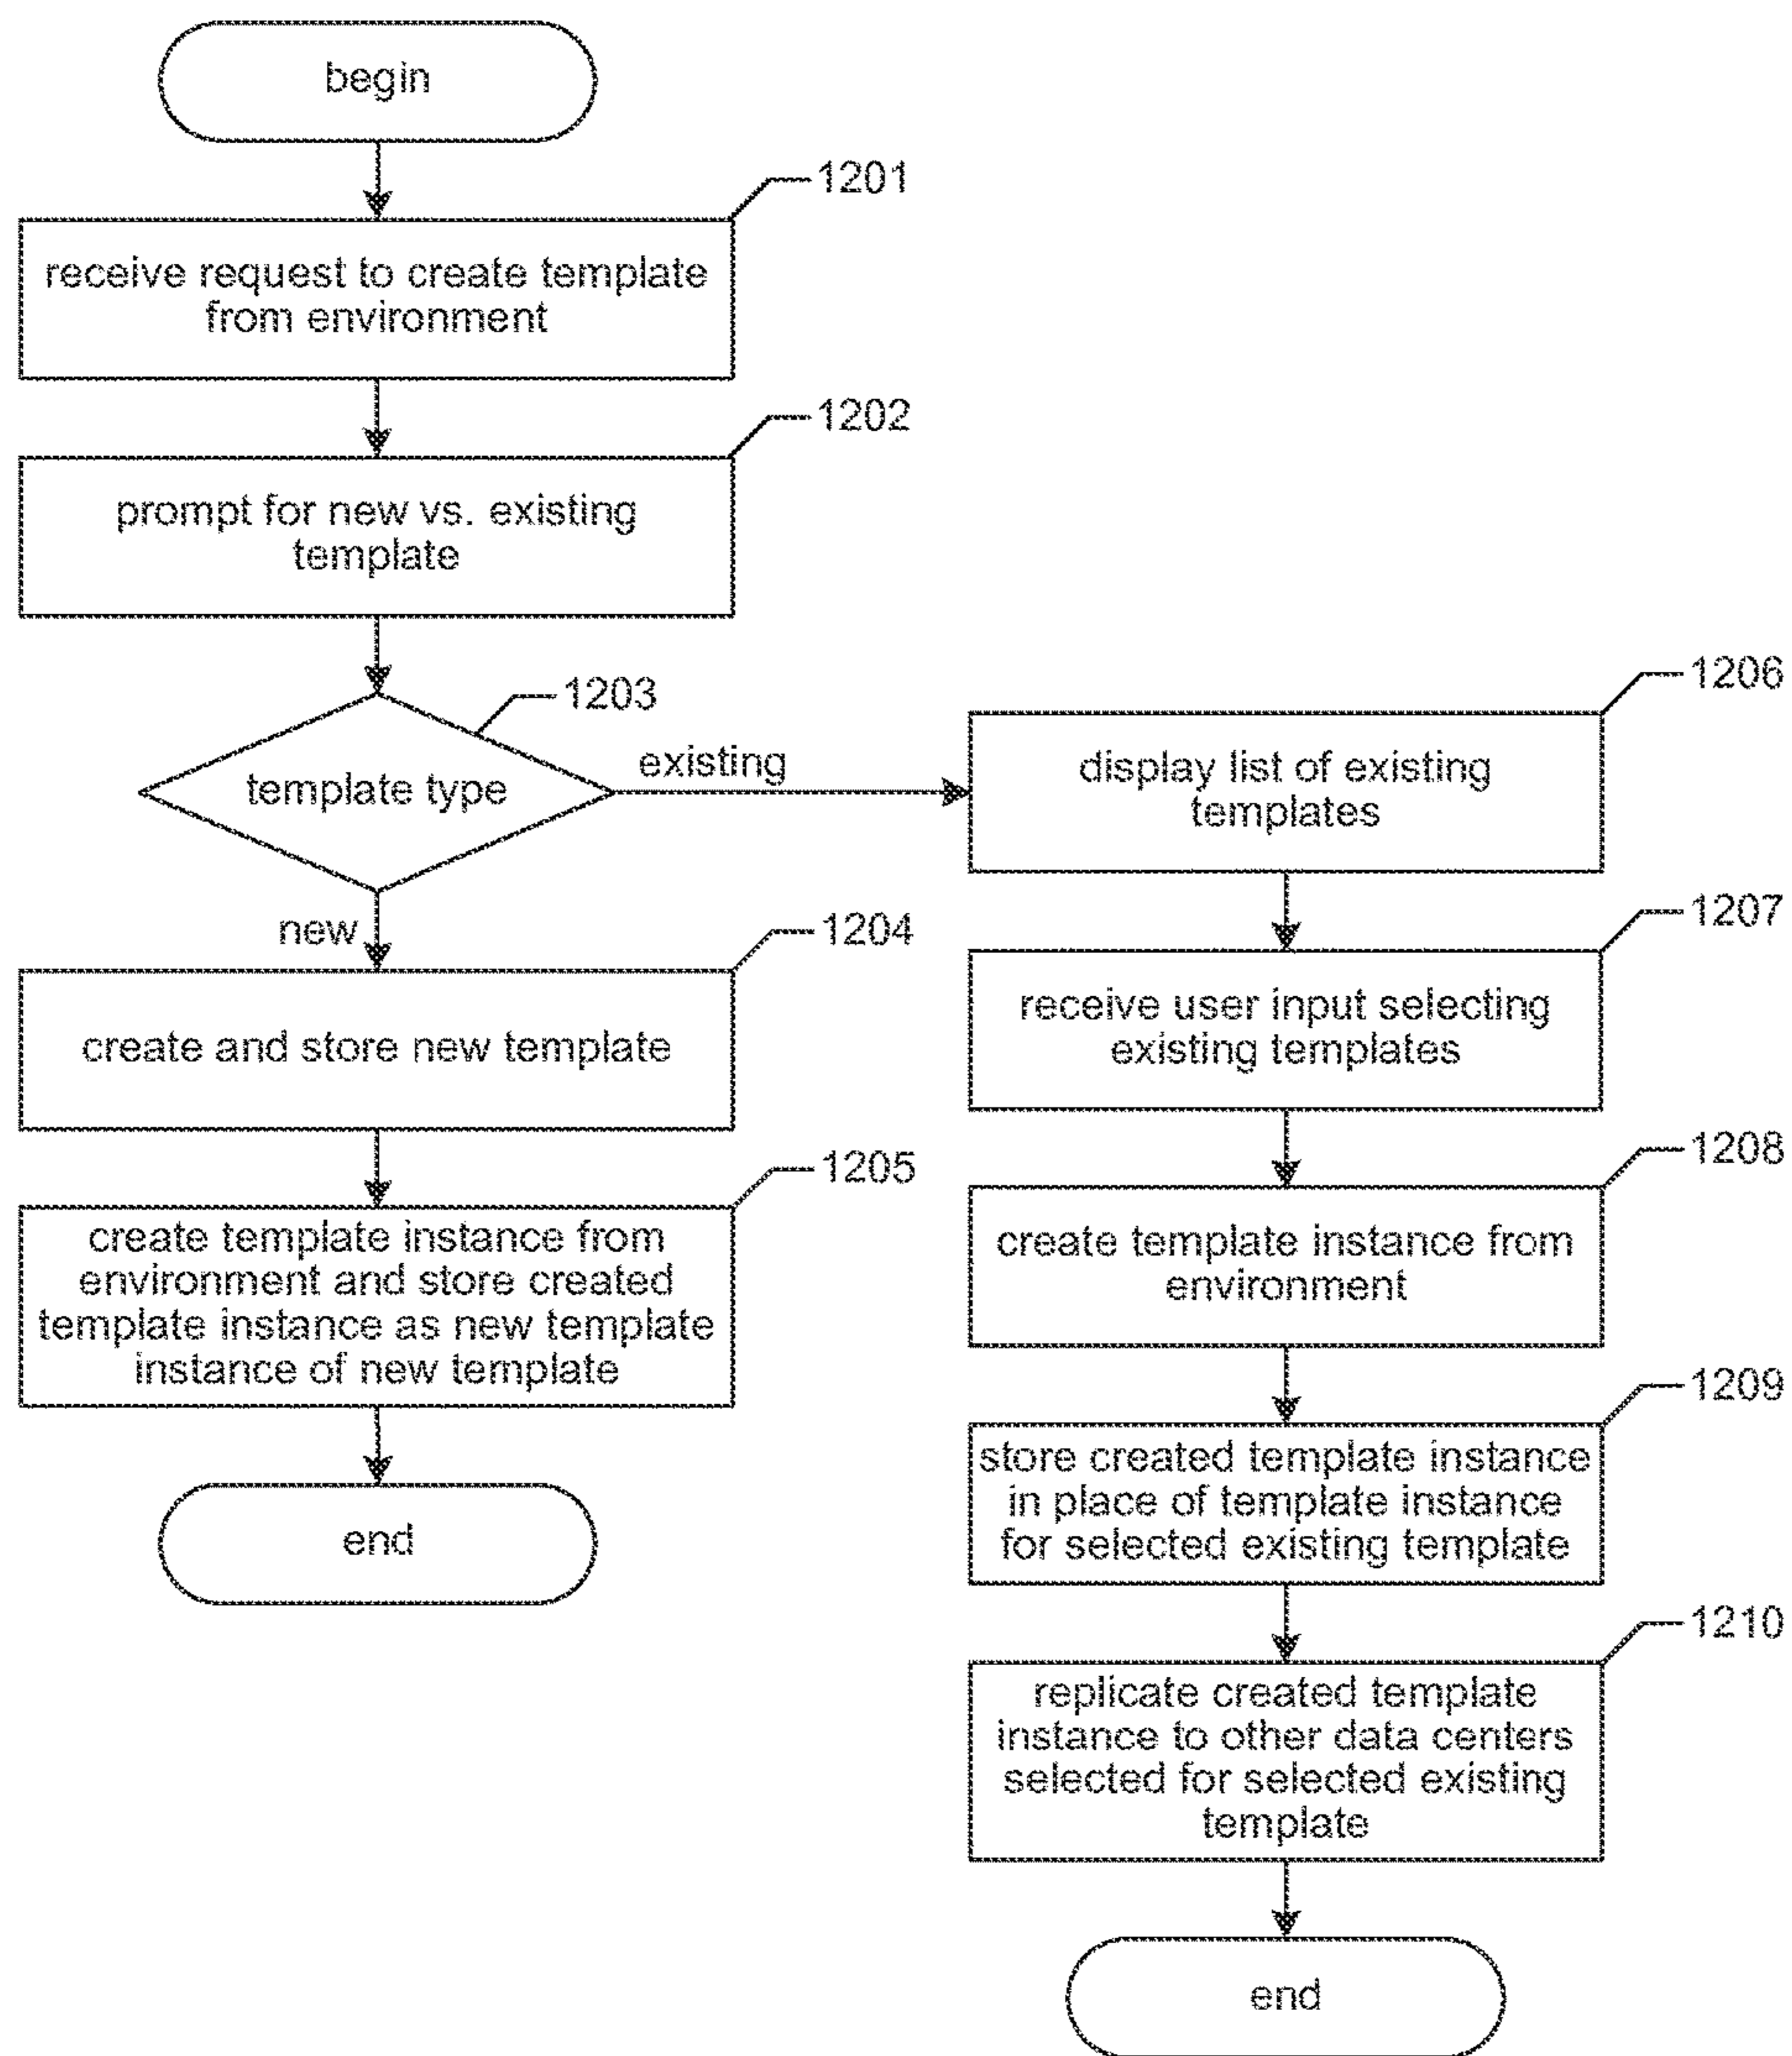 begin
1201
receive request to create template
from environment
1202
prompt for new vs. existing
template
1203
template type
existing
new
1204
create and store new template
1205
create template instance from
environment and store created
template instance as new template
instance of new template
end
1206
display list of existing
templates
1207
receive user input selecting
existing templates
1208
create template instance from
environment
1209
store created template instance
in place of template instance
for selected existing template
1210
replicate created template
instance to other data centers
selected for selected existing
template
end